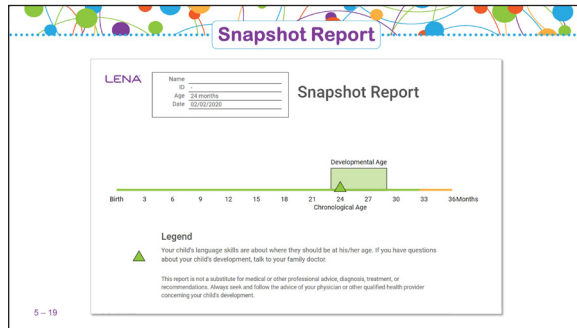 Snapshot Report
LENA
Name
ID -
Age 24 months
Date 02/02/2020
Snapshot Report
Developmental Age
Birth 3 6 9 12 15 18 21 24 27 30 33 36 Months
Chronological Age
Legend
Your child's language skills are about where they should be at his/her age. If you have questions
about your child's development, talk to your family doctor.
This report is not a substitute for medical or other professional advice, diagnosis, treatment, or
recommendations. Always seek and follow the advice of your physician or other qualified health provider
concerning your child's development.
5 – 19